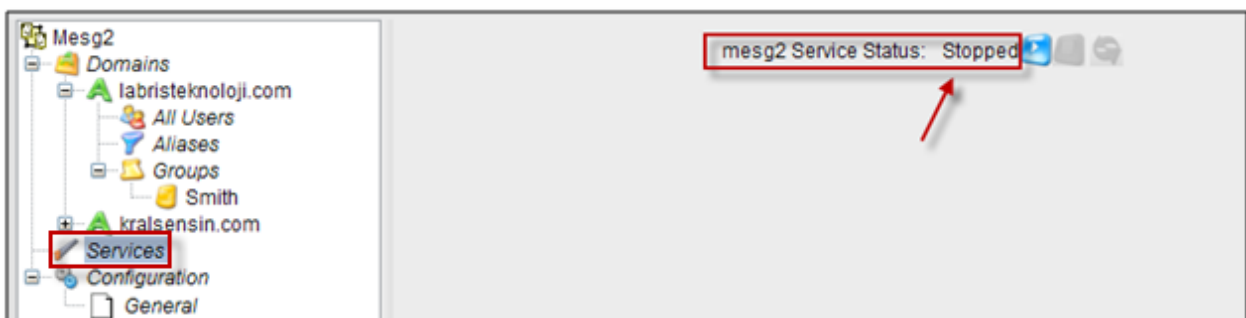 Mesg2
Domains
labristeknoloji.com
All Users
Aliases
Groups
Smith
kralsensin.com
Services
Configuration
General
mesg2 Service Status: Stopped